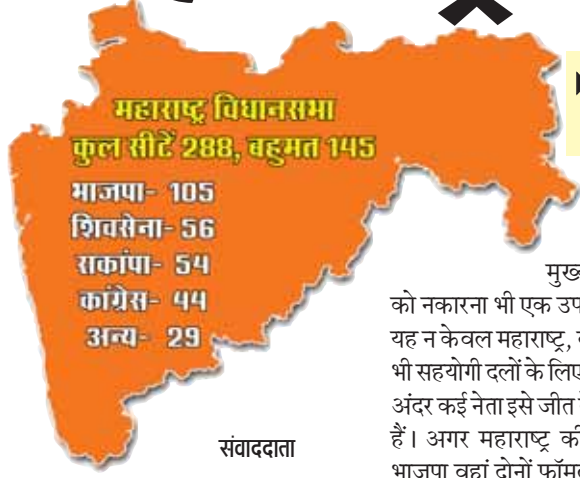 महाराष्ट्र विधानसभा
कुल सीटें 288, बहुमत 145
भाजपा- 105
शिवसेना- 56
राकांपा- 54
कांग्रेस- 44
अन्य- 29
संवाददाता
को नकारना भी एक
यह न केवल महाराष्ट्र,
भी सहयोगी दलों के लिए
अंदर कई नेता इसे जीत
हैं। अगर महाराष्ट्र की
भाजपा वहां दोनों